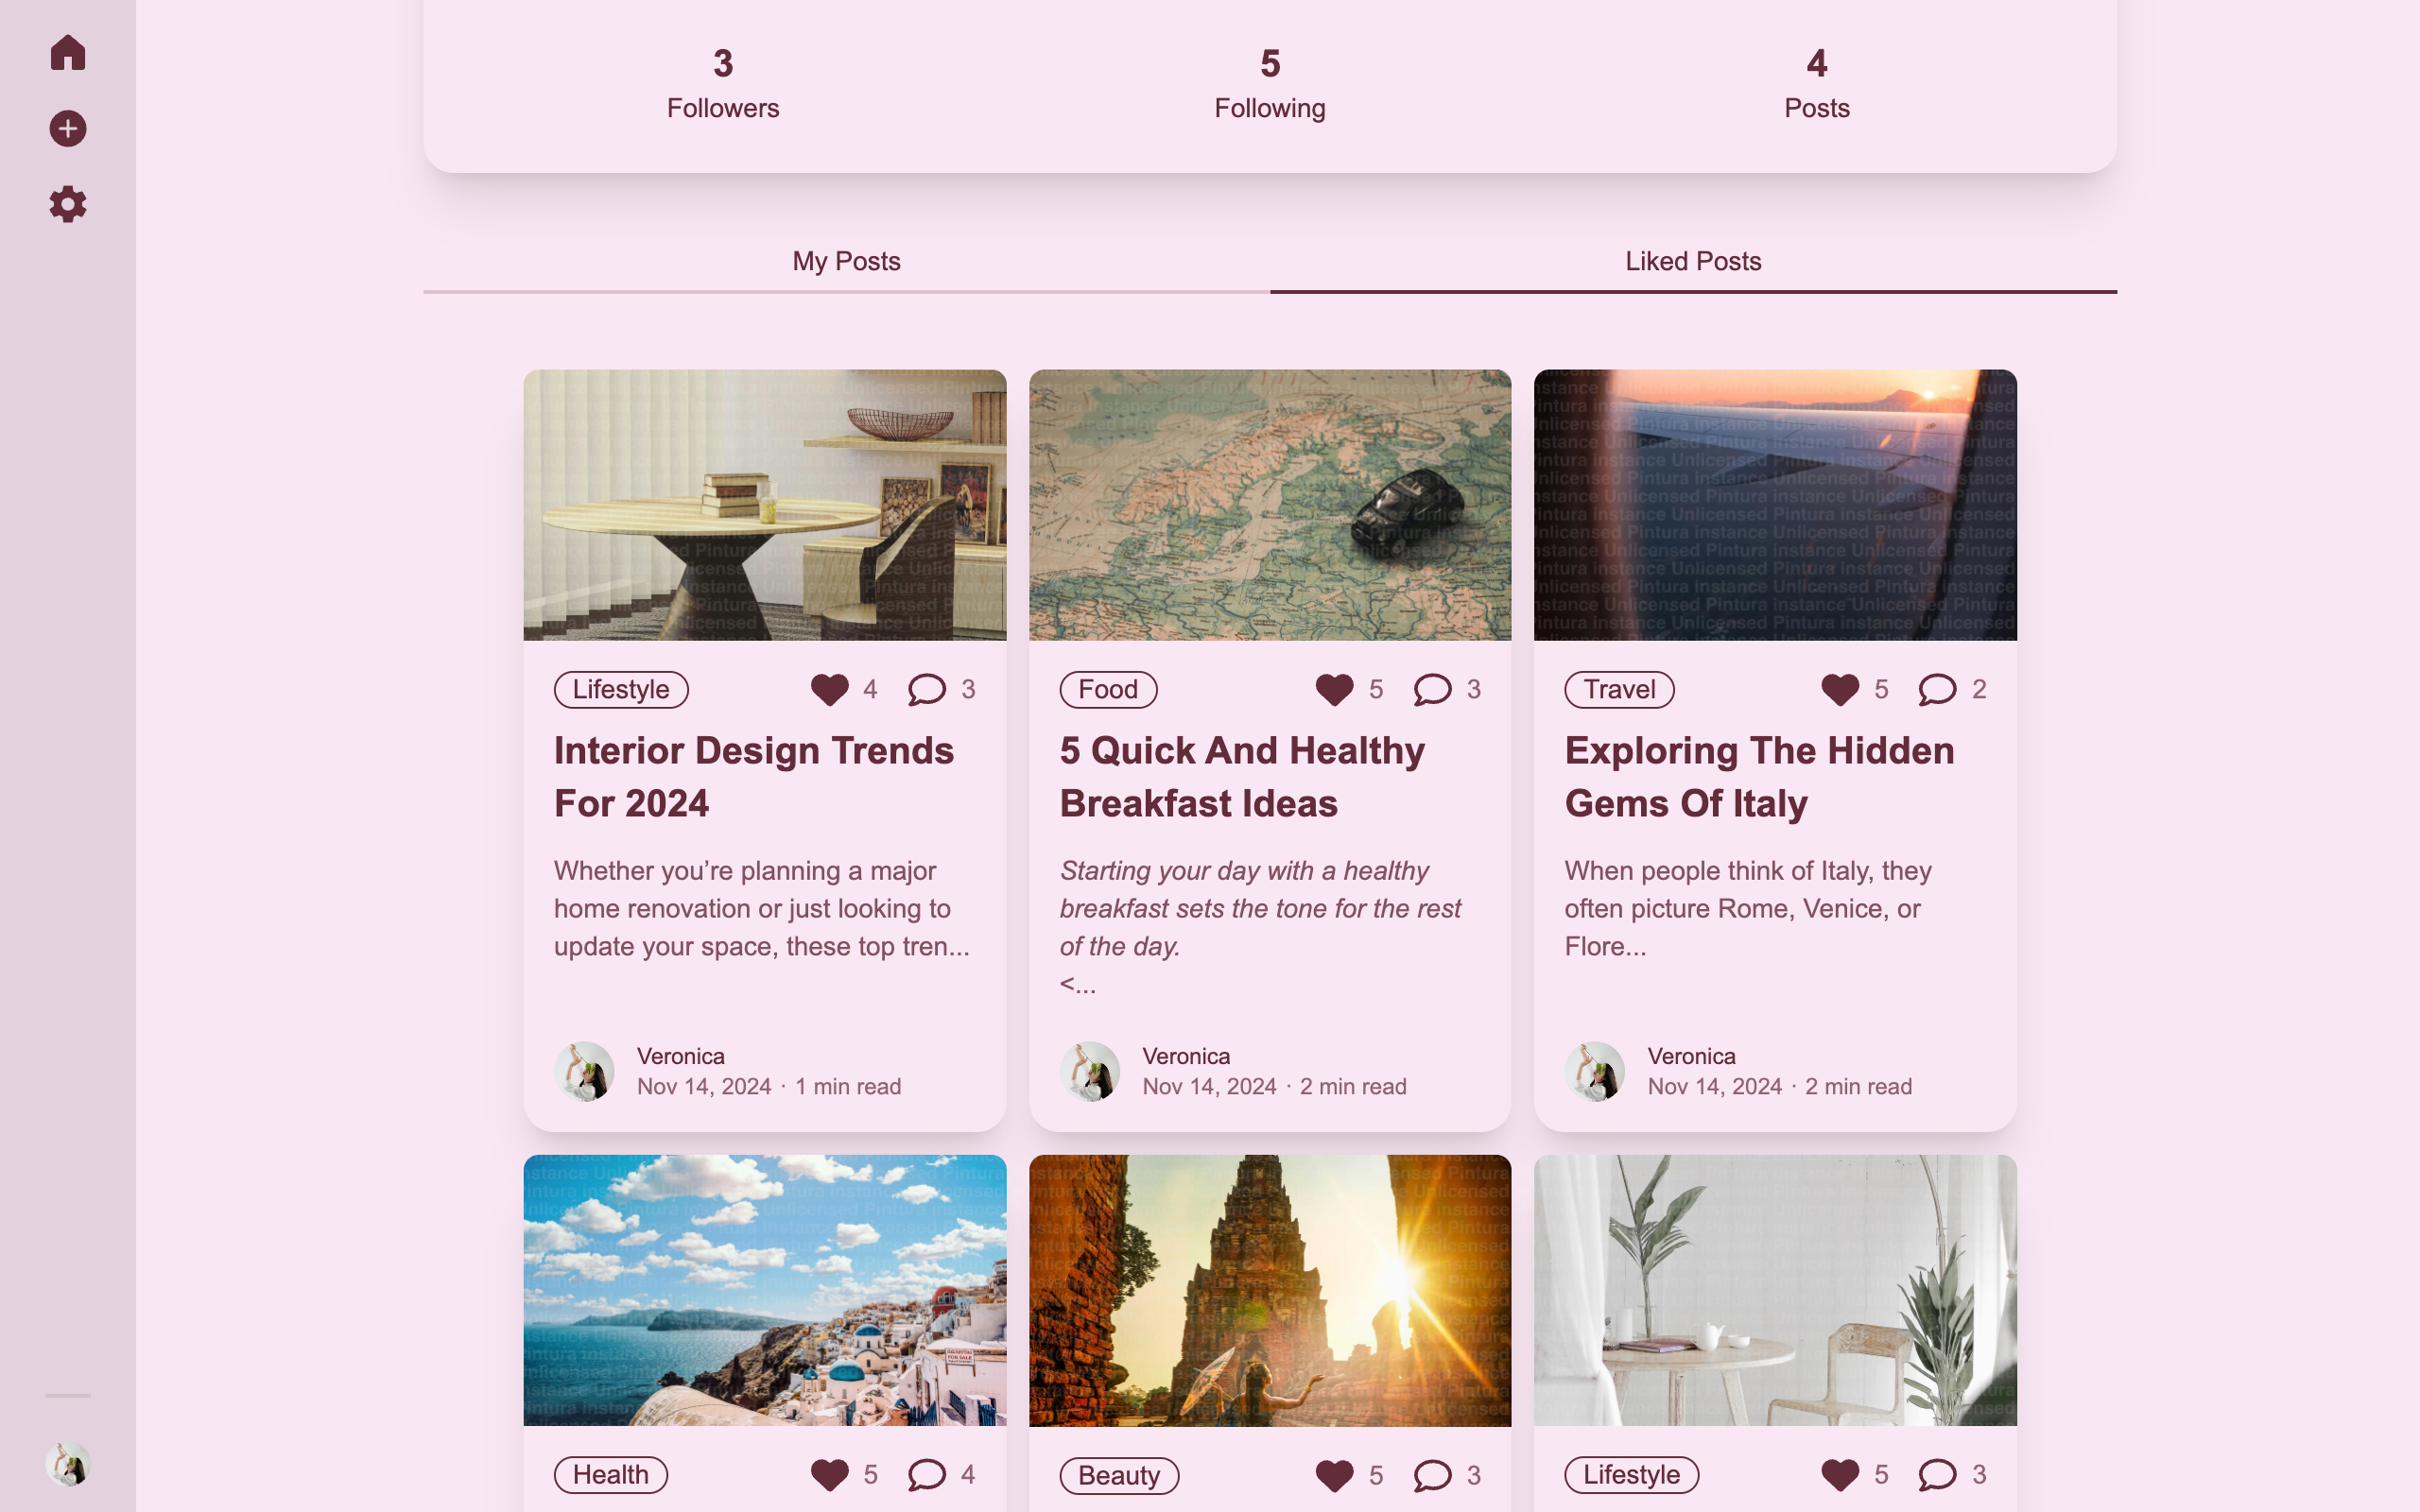 3
Followers
5
Following
4
Posts
My Posts
Liked Posts
Lifestyle
4
3
Interior Design Trends
For 2024
Whether you’re planning a major
home renovation or just looking to
update your space, these top tren...
Veronica
Nov 14, 2024 · 1 min read
Food
5
3
5 Quick And Healthy
Breakfast Ideas
Starting your day with a healthy
breakfast sets the tone for the rest
of the day.
<...
Veronica
Nov 14, 2024 · 2 min read
Travel
5
2
Exploring The Hidden
Gems Of Italy
When people think of Italy, they
often picture Rome, Venice, or
Flore...
Veronica
Nov 14, 2024 · 2 min read
FOR SALE
Health
5
4
Beauty
5
3
Lifestyle
5
3